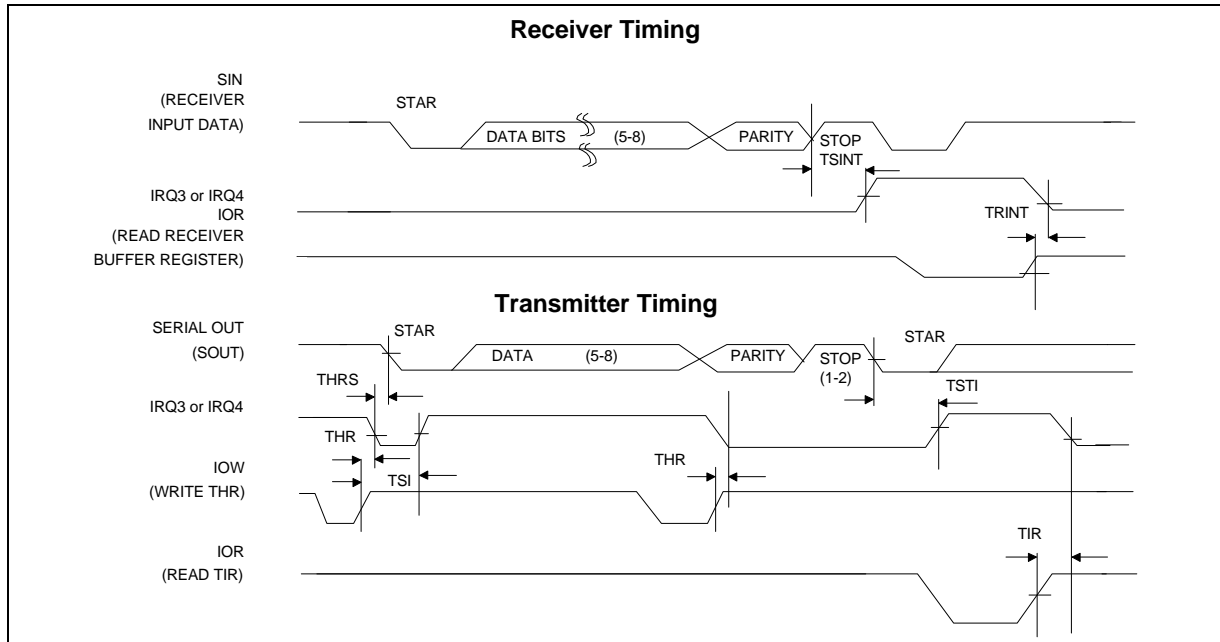 Receiver Timing
SIN
(RECEIVER
INPUT DATA)
STAR
DATA BITS (5-8)
PARITY
STOP
TSINT
IRQ3 or IRQ4
IOR
(READ RECEIVER
BUFFER REGISTER)
TRINT
Transmitter Timing
SERIAL OUT
(SOUT)
STAR
DATA (5-8)
PARITY
STOP
(1-2)
STAR
THRS
IRQ3 or IRQ4
TSTI
THR
IOW
(WRITE THR)
TSI
THR
IOR
(READ TIR)
TIR